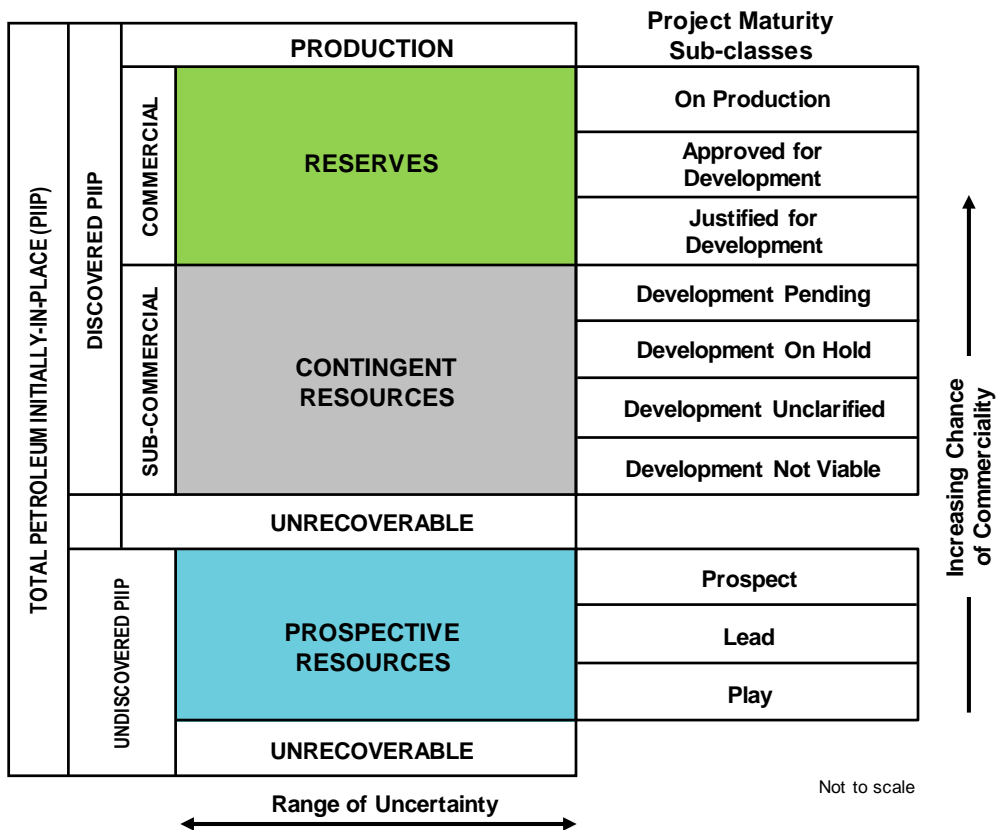 Project Maturity
Sub-classes
PRODUCTION
TOTAL PETROLEUM INITIALLY-IN-PLACE (PIIP)
DISCOVERED PIIP
COMMERCIAL
RESERVES
On Production
Approved for
Development
Justified for
Development
SUB-COMMERCIAL
CONTINGENT
RESOURCES
Development Pending
Development On Hold
Development Unclarified
Development Not Viable
UNRECOVERABLE
UNDISCOVERED PIIP
PROSPECTIVE
RESOURCES
Prospect
Lead
Play
UNRECOVERABLE
Increasing Chance
of Commerciality
Not to scale
Range of Uncertainty